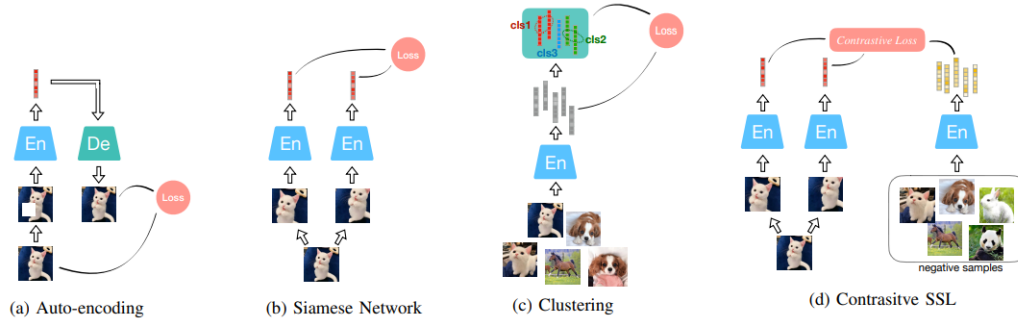 En
De
Loss
(a) Auto-encoding
Loss
En
En
(b) Siamese Network
cls1
cls2
cls3
Loss
En
(c) Clustering
Contrastive Loss
En
En
En
negative samples
(d) Contrasitve SSL